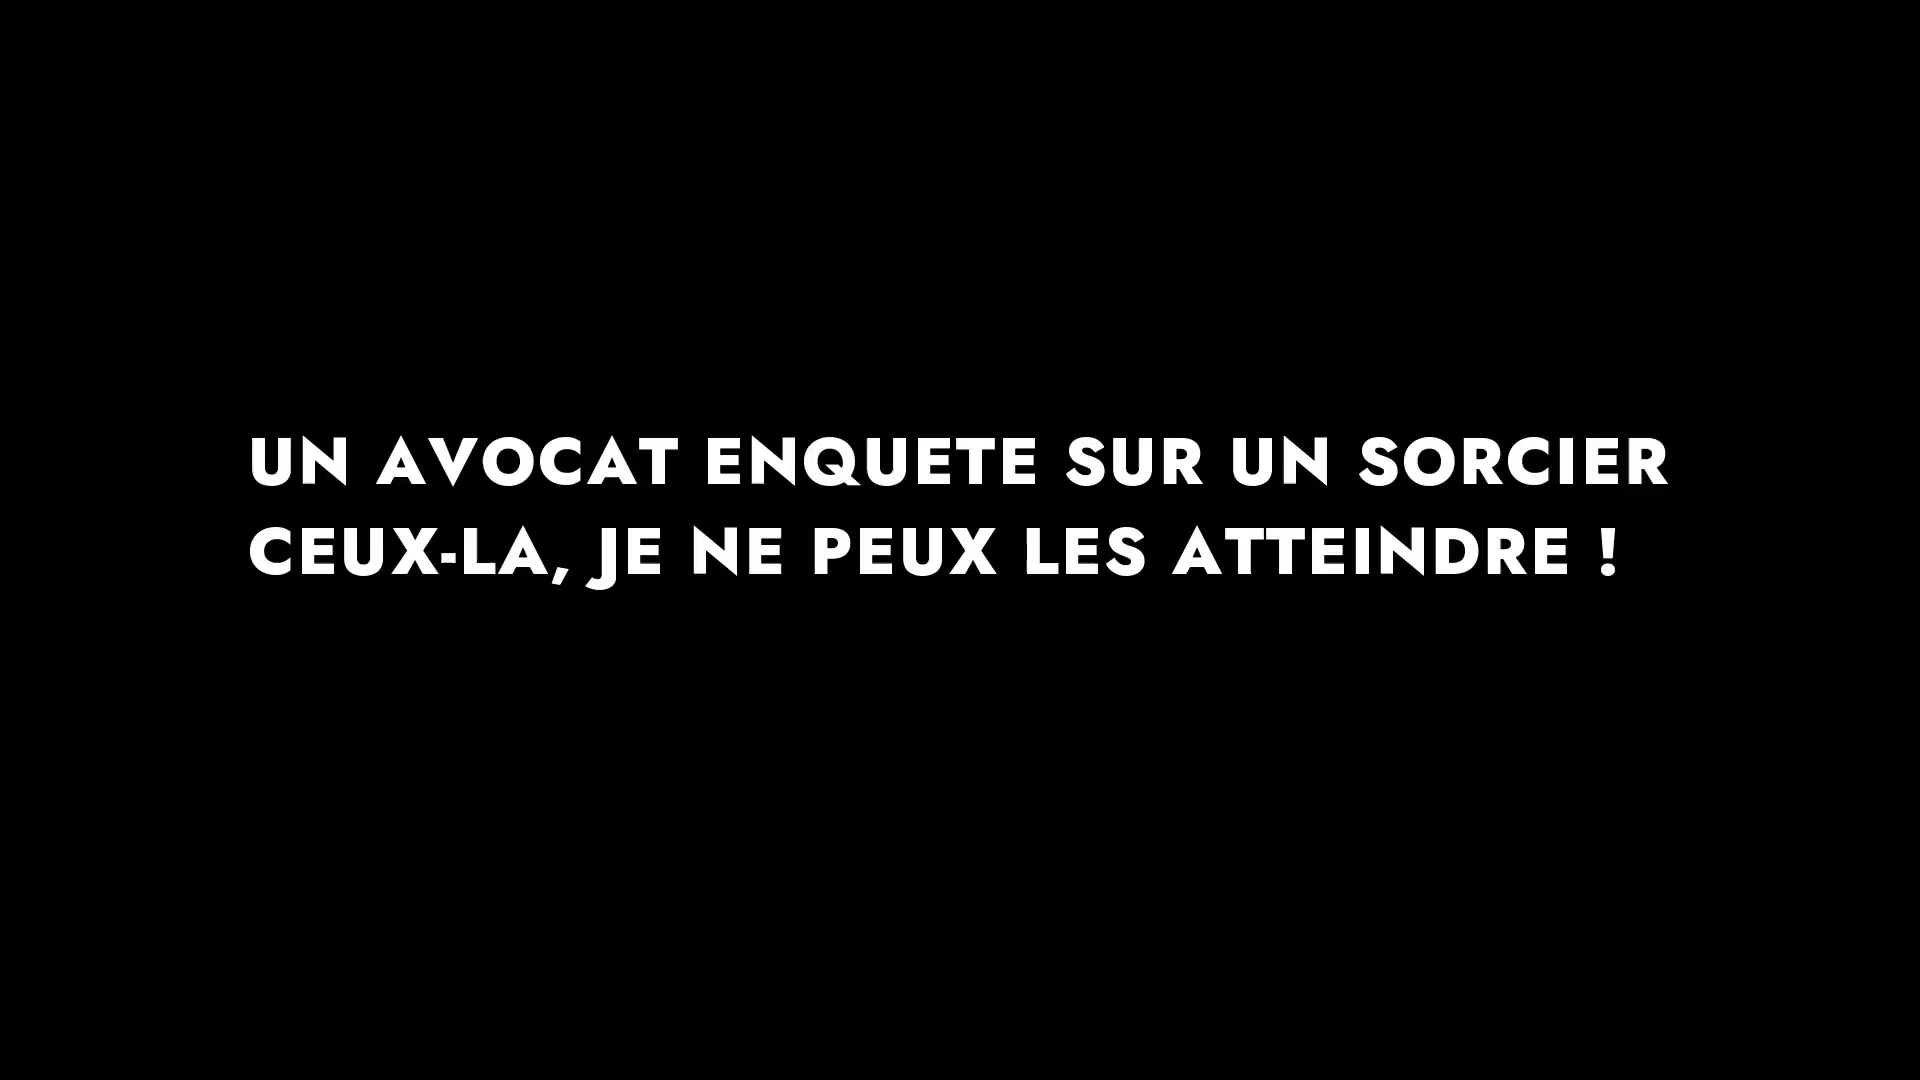 UN AVOCAT ENQUETE SUR UN SORCIER
CEUX-LA, JE NE PEUX LES ATTEINDRE !